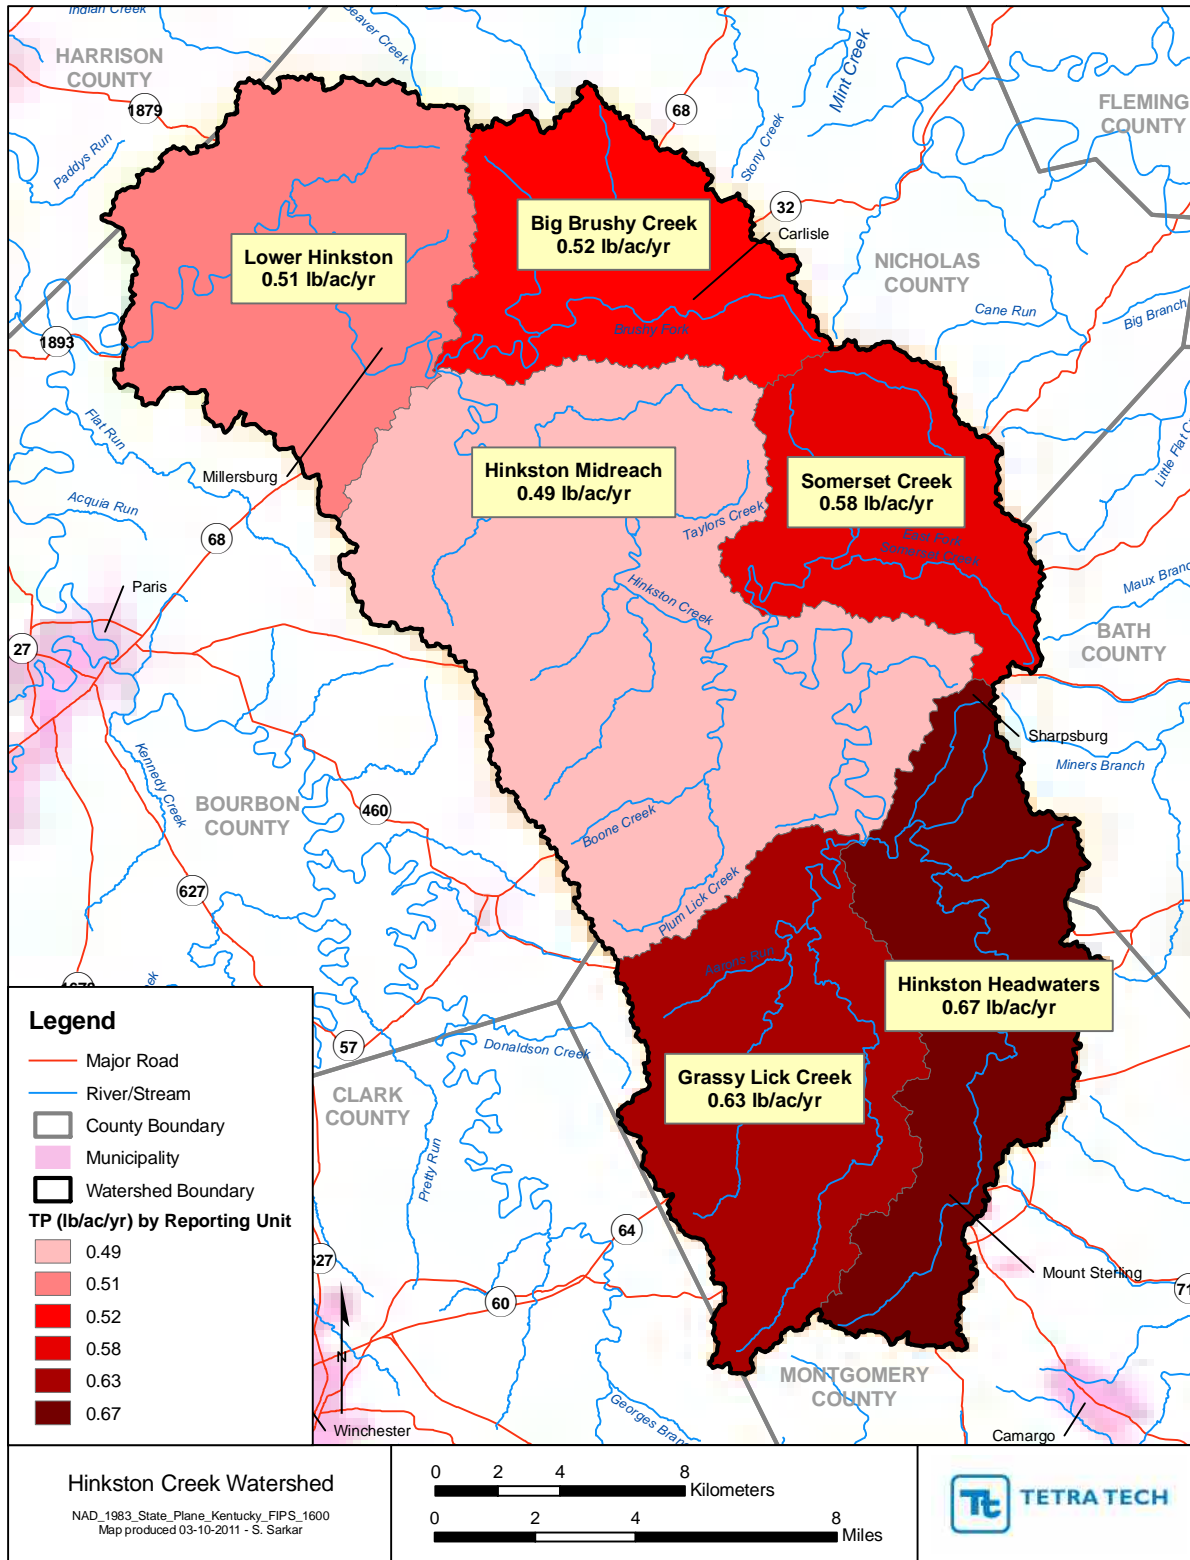 Indian Creek
Beaver Creek
HARRISON
COUNTY
1879
68
Mint Creek
FLEMING
COUNTY
Paddys Run
Stony Creek
32
Carlisle
Big Brushy Creek
0.52 lb/ac/yr
Lower Hinkston
0.51 lb/ac/yr
NICHOLAS
COUNTY
Cane Run
Big Branch
1893
Brushy Fork
Flat Run
Millersburg
Hinkston Midreach
0.49 lb/ac/yr
Somerset Creek
0.58 lb/ac/yr
Little Flat C
Acquia Run
Taylors Creek
East Fork
Somerset Creek
68
Paris
Hinkston Creek
Maux Branc
27
BATH
COUNTY
Sharpsburg
Miners Branch
Kennedy Creek
BOURBON
COUNTY
460
Boone Creek
627
Plum Lick Creek
Aarons Run
Hinkston Headwaters
0.67 lb/ac/yr
57
Donaldson Creek
Grassy Lick Creek
0.63 lb/ac/yr
CLARK
COUNTY
Pretty Run
64
Mount Sterling
627
60
71
MONTGOMERY
COUNTY
Georges Bran
Camargo
Winchester
N
Legend
Major Road
River/Stream
County Boundary
Municipality
Watershed Boundary
TP (lb/ac/yr) by Reporting Unit
0.49
0.51
0.52
0.58
0.63
0.67
Hinkston Creek Watershed
NAD_1983_State_Plane_Kentucky_FIPS_1600
Map produced 03-10-2011 - S. Sarkar
0 2 4 8
Kilometers
0 2 4 8
Miles
Tt TETRA TECH